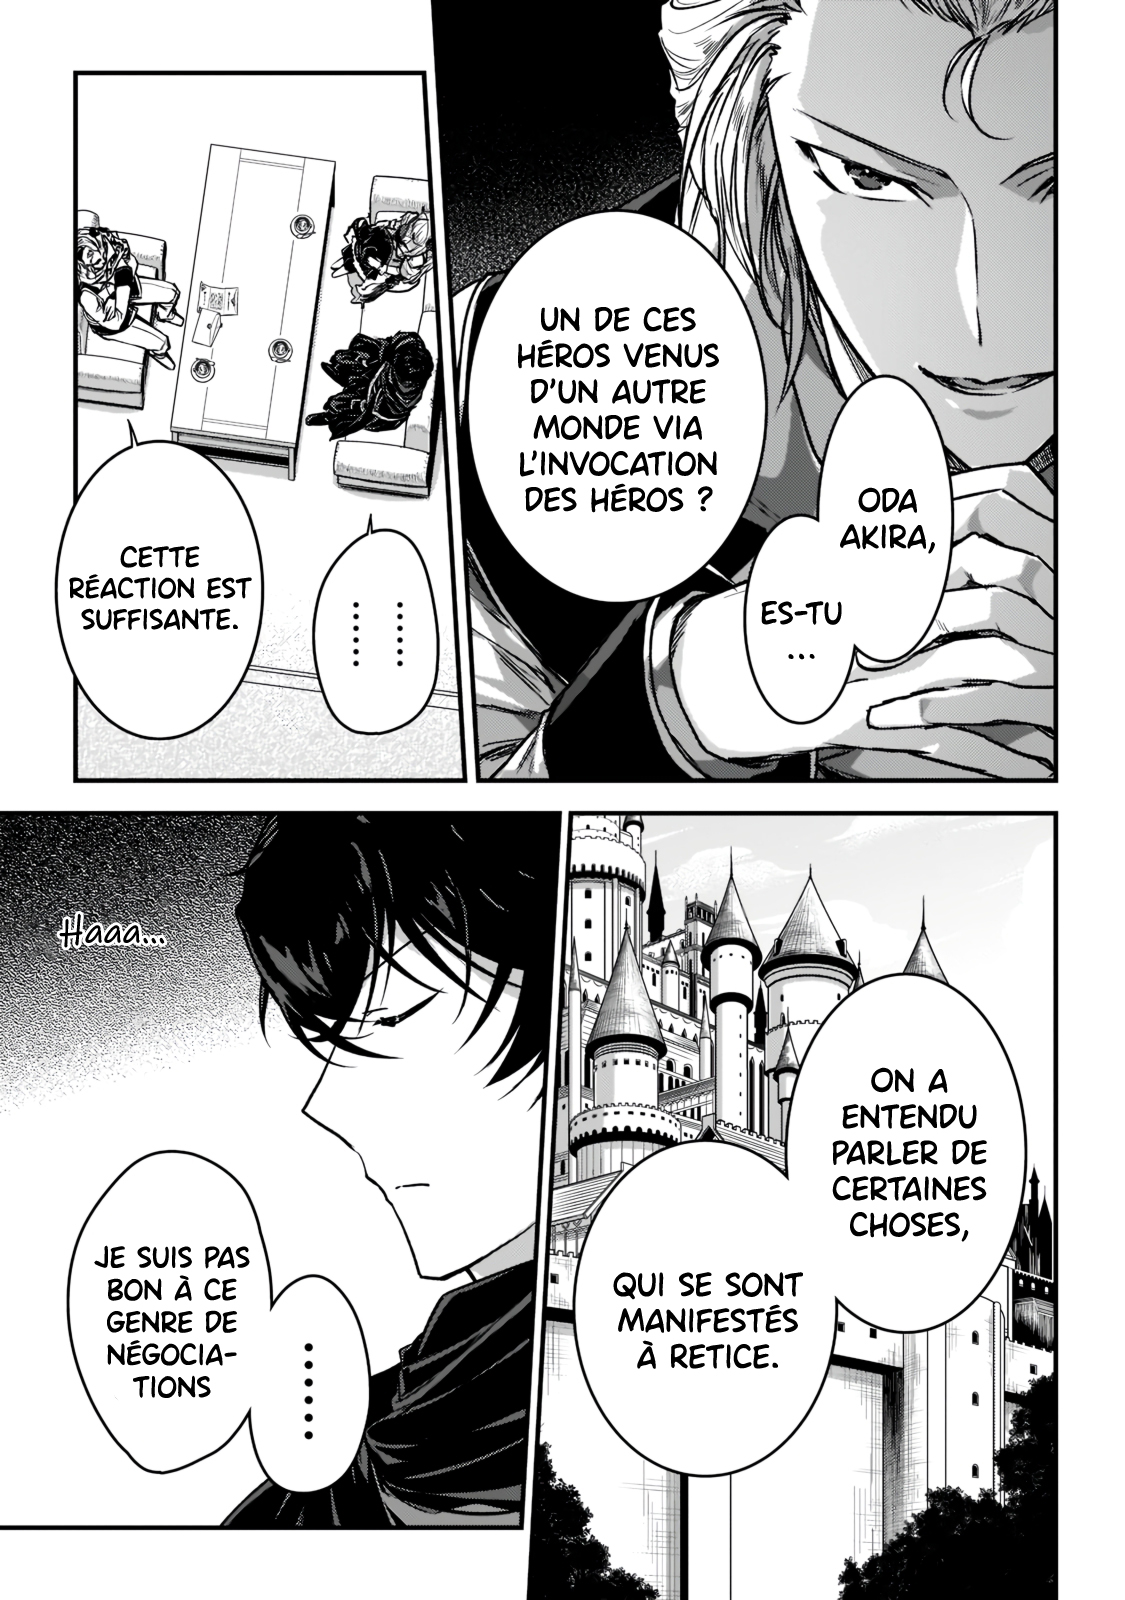 ODA
AKIRA,
ES-TU
...
UN DE CES
HÉROS VENUS
D'UN AUTRE
MONDE VIA
L'INVOCATION
DES HÉROS ?
......
CETTE
RÉACTION EST
SUFFISANTE.
ON A
ENTENDU
PARLER DE
CERTAINES
CHOSES,
QUI SE SONT
MANIFESTÉS
À RETICE.
Haaa...
......
JE SUIS PAS
BON À CE
GENRE DE
NÉGOCIA-
TIONS